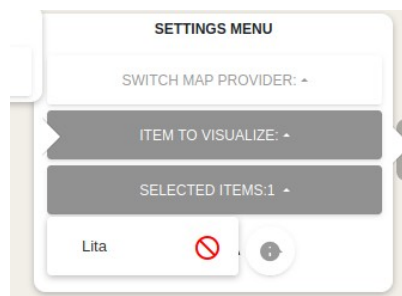 SETTINGS MENU
SWITCH MAP PROVIDER:
ITEM TO VISUALIZE:
SELECTED ITEMS:1
Lita